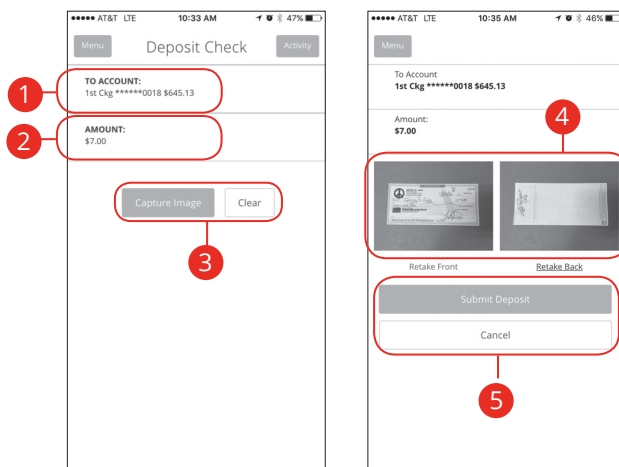 AT&T LTE 10:33 AM 47%
Menu Deposit Check Activity
TO ACCOUNT:
1st Ckg ******0018 $645.13
1
AMOUNT:
$7.00
2
Capture Image Clear
3
AT&T LTE 10:35 AM 46%
Menu
To Account
1st Ckg ******0018 $645.13
Amount:
$7.00
4
Retake Front Retake Back
Submit Deposit
Cancel
5